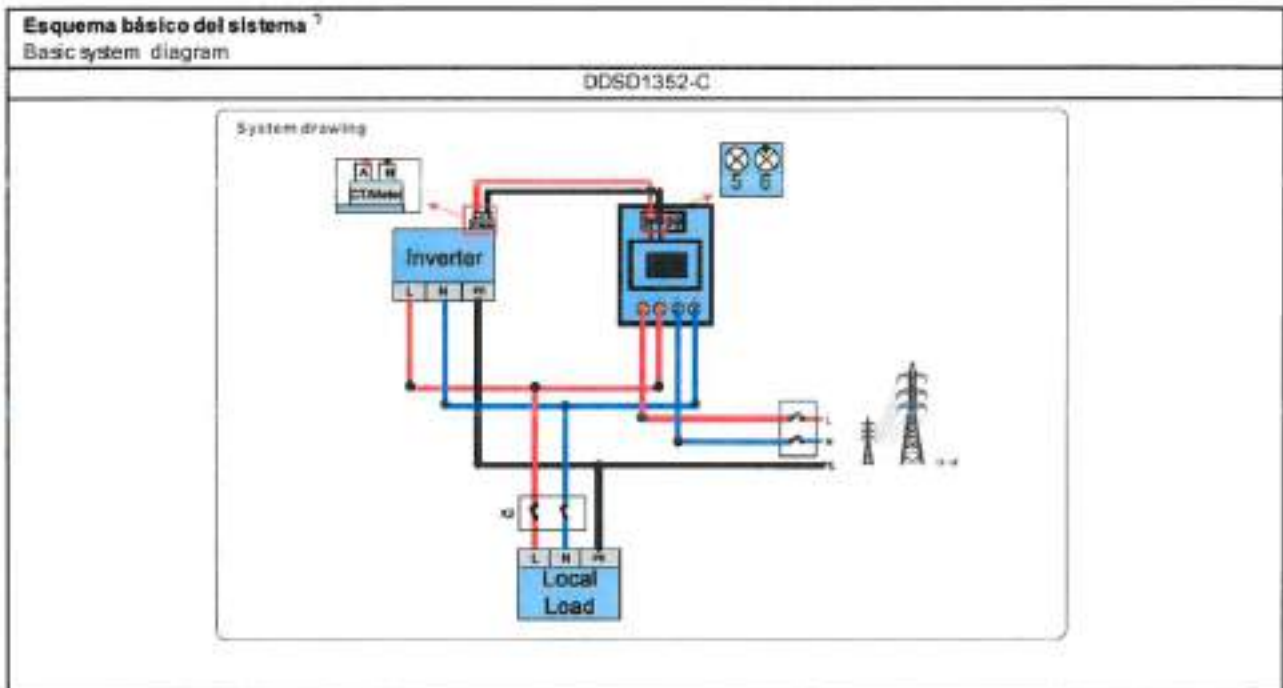 Esquema básico del sistema
Basic system diagram
DDSD1352-C
System drawing
A B
CT/Meter
5 6
Inverter
L N PE
L
N
L N PE
Local
Load